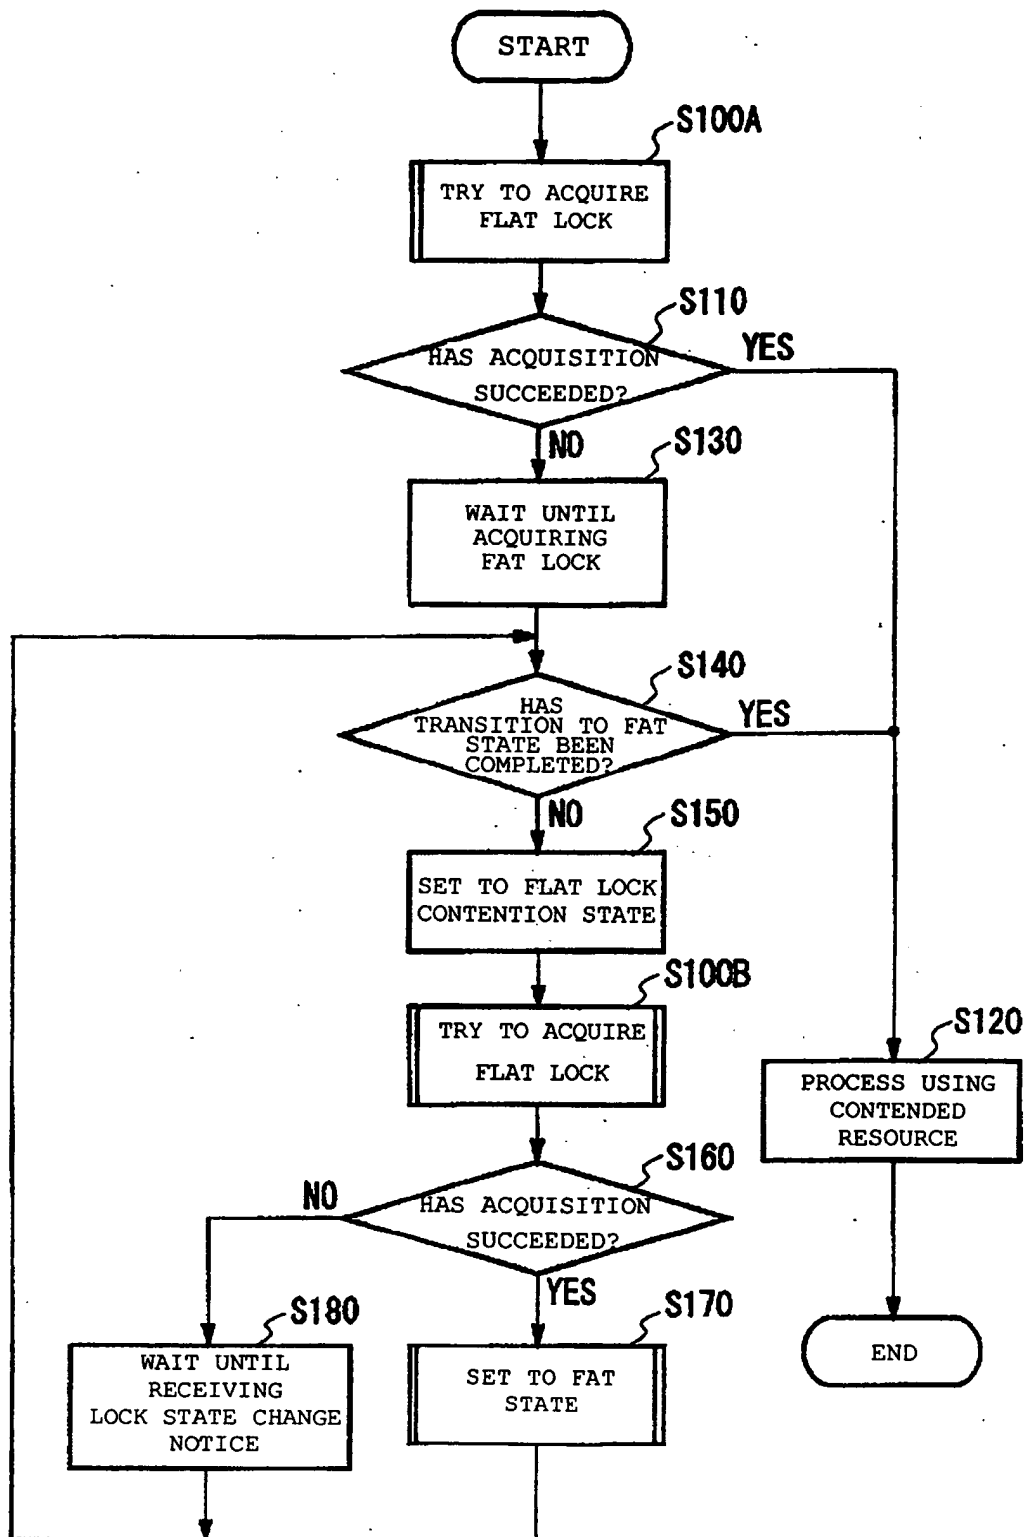 START
S100A
TRY TO ACQUIRE
FLAT LOCK
S110
HAS ACQUISITION
SUCCEEDED?
YES
NO
S130
WAIT UNTIL
ACQUIRING
FAT LOCK
S140
HAS
TRANSITION TO FAT
STATE BEEN
COMPLETED?
YES
NO
S150
SET TO FLAT LOCK
CONTENTION STATE
S100B
TRY TO ACQUIRE
FLAT LOCK
S120
PROCESS USING
CONTENDED
RESOURCE
S160
HAS ACQUISITION
SUCCEEDED?
NO
YES
S180
WAIT UNTIL
RECEIVING
LOCK STATE CHANGE
NOTICE
S170
SET TO FAT
STATE
END